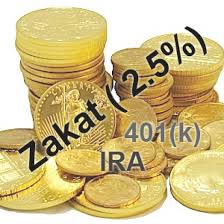 Zakat ( 2.5%)
401(k)
IRA